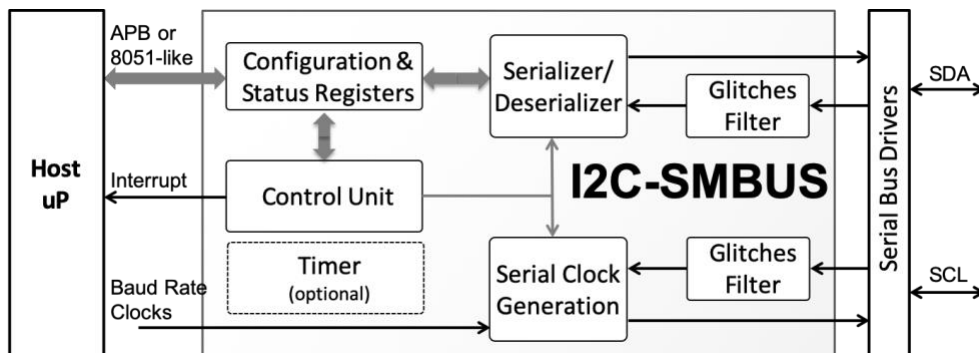 APB or
8051-like
Host
uP
Interrupt
Baud Rate
Clocks
Configuration &
Status Registers
Control Unit
Timer
(optional)
Serializer/
Deserializer
Glitches
Filter
I2C-SMBUS
Serial Clock
Generation
Glitches
Filter
Serial Bus Drivers
SDA
SCL